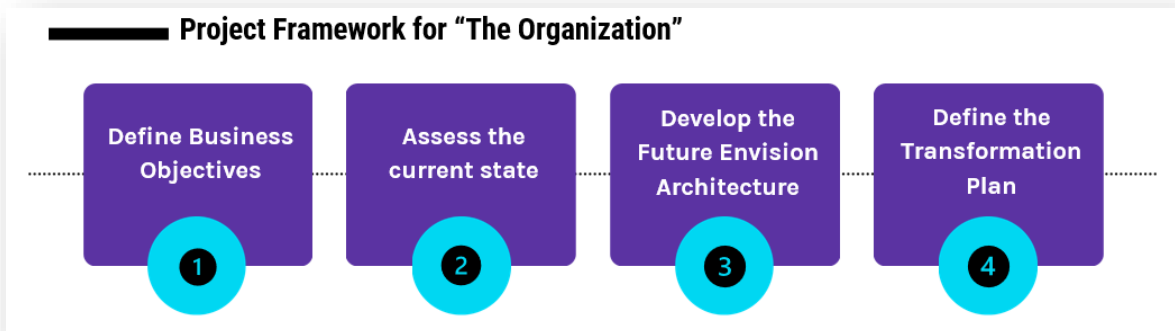 Project Framework for “The Organization”
Define Business
Objectives
1
Assess the
current state
2
Develop the
Future Envision
Architecture
3
Define the
Transformation
Plan
4